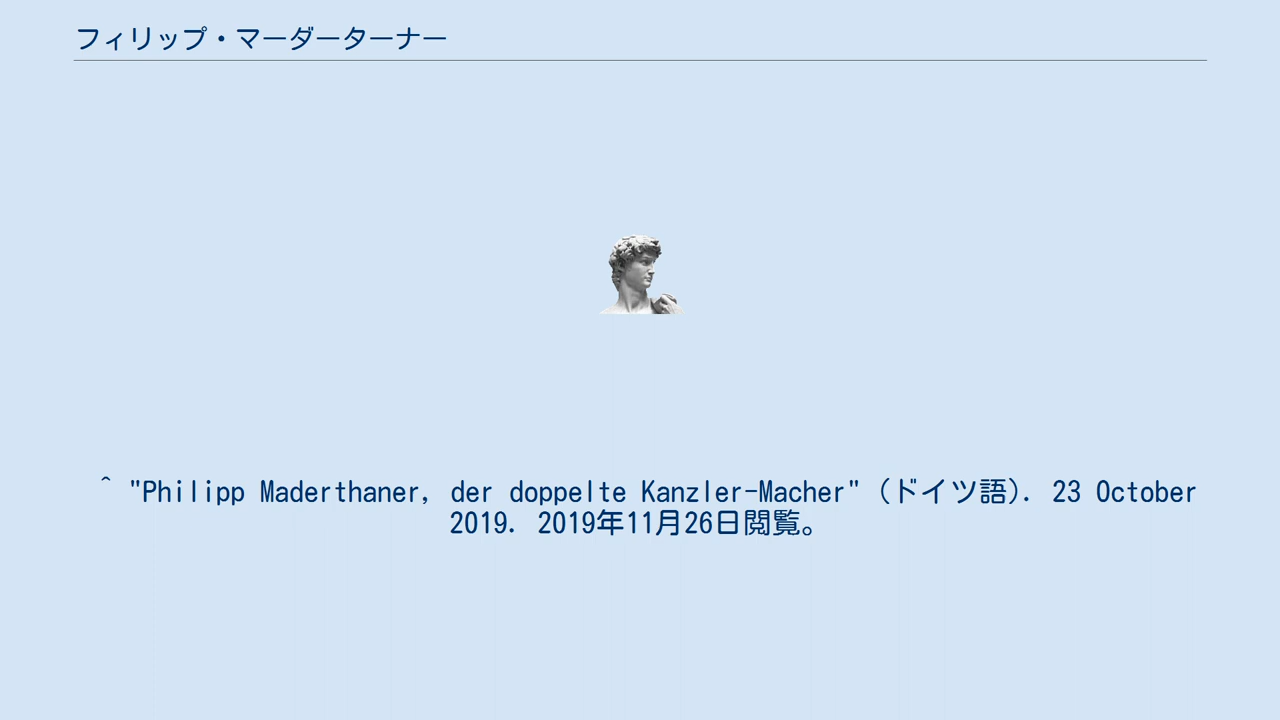 フィリップ・マーダーターナー
^ "Philipp Maderthaner, der doppelte Kanzler-Macher" (ドイツ語). 23 October
2019. 2019年11月26日閲覧。